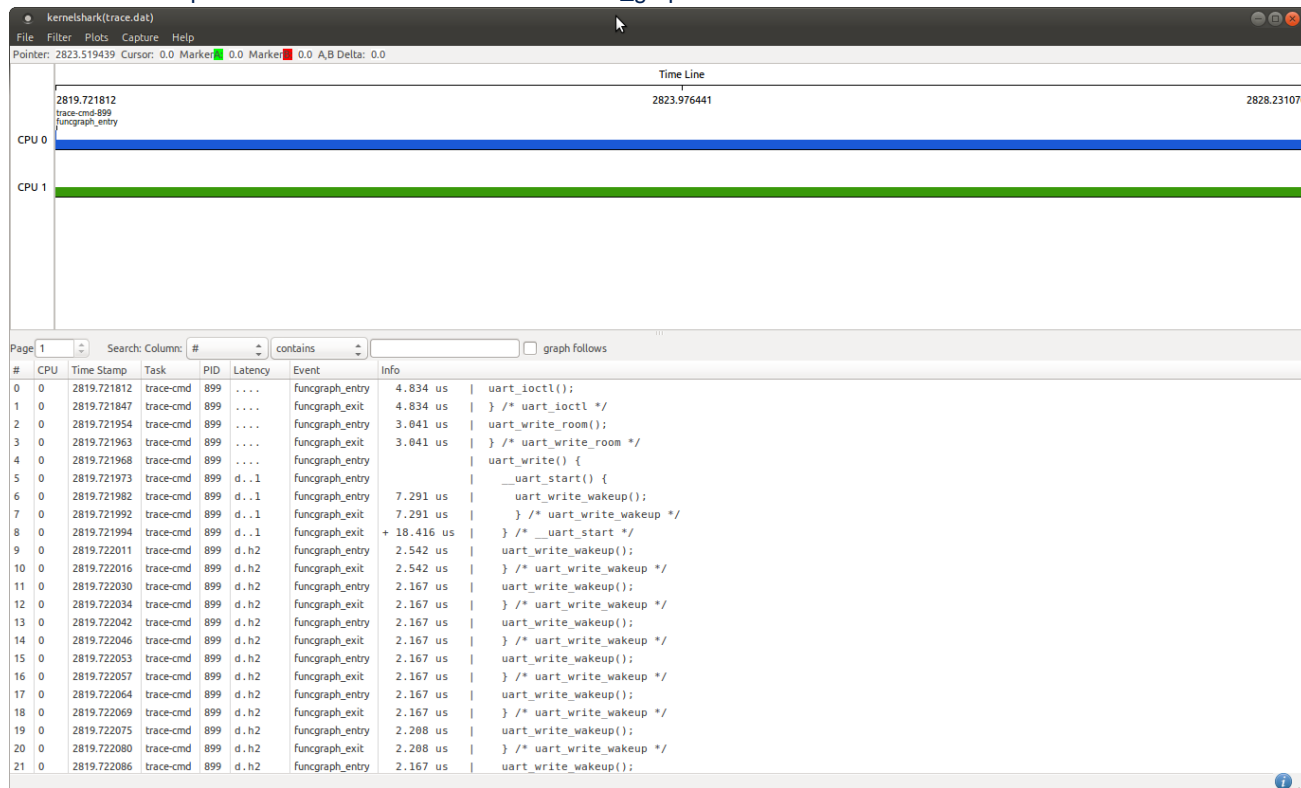 kernelshark(trace.dat)
File Filter Plots Capture Help
Pointer: 2823.519439 Cursor: 0.0 Marker A: 0.0 Marker B: 0.0 A,B Delta: 0.0
Time Line
2819.721812 2823.976441 2828.23107
trace-cmd-899
funcgraph_entry
CPU 0
CPU 1
Page 1 Search: Column: # contains graph follows
# CPU Time Stamp Task PID Latency Event Info
0 0 2819.721812 trace-cmd 899 .... funcgraph_entry 4.834 us | uart_ioctl();
1 0 2819.721847 trace-cmd 899 .... funcgraph_exit 4.834 us | } /* uart_ioctl */
2 0 2819.721954 trace-cmd 899 .... funcgraph_entry 3.041 us | uart_write_room();
3 0 2819.721963 trace-cmd 899 .... funcgraph_exit 3.041 us | } /* uart_write_room */
4 0 2819.721968 trace-cmd 899 .... funcgraph_entry | uart_write() {
5 0 2819.721973 trace-cmd 899 d..1 funcgraph_entry | __uart_start() {
6 0 2819.721982 trace-cmd 899 d..1 funcgraph_entry 7.291 us | uart_write_wakeup();
7 0 2819.721992 trace-cmd 899 d..1 funcgraph_exit 7.291 us | } /* uart_write_wakeup */
8 0 2819.721994 trace-cmd 899 d..1 funcgraph_exit + 18.416 us | } /* __uart_start */
9 0 2819.722011 trace-cmd 899 d.h2 funcgraph_entry 2.542 us | uart_write_wakeup();
10 0 2819.722016 trace-cmd 899 d.h2 funcgraph_exit 2.542 us | } /* uart_write_wakeup */
11 0 2819.722030 trace-cmd 899 d.h2 funcgraph_entry 2.167 us | uart_write_wakeup();
12 0 2819.722034 trace-cmd 899 d.h2 funcgraph_exit 2.167 us | } /* uart_write_wakeup */
13 0 2819.722042 trace-cmd 899 d.h2 funcgraph_entry 2.167 us | uart_write_wakeup();
14 0 2819.722046 trace-cmd 899 d.h2 funcgraph_exit 2.167 us | } /* uart_write_wakeup */
15 0 2819.722053 trace-cmd 899 d.h2 funcgraph_entry 2.167 us | uart_write_wakeup();
16 0 2819.722057 trace-cmd 899 d.h2 funcgraph_exit 2.167 us | } /* uart_write_wakeup */
17 0 2819.722064 trace-cmd 899 d.h2 funcgraph_entry 2.167 us | uart_write_wakeup();
18 0 2819.722069 trace-cmd 899 d.h2 funcgraph_exit 2.167 us | } /* uart_write_wakeup */
19 0 2819.722075 trace-cmd 899 d.h2 funcgraph_entry 2.208 us | uart_write_wakeup();
20 0 2819.722080 trace-cmd 899 d.h2 funcgraph_exit 2.208 us | } /* uart_write_wakeup */
21 0 2819.722086 trace-cmd 899 d.h2 funcgraph_entry 2.167 us | uart_write_wakeup();